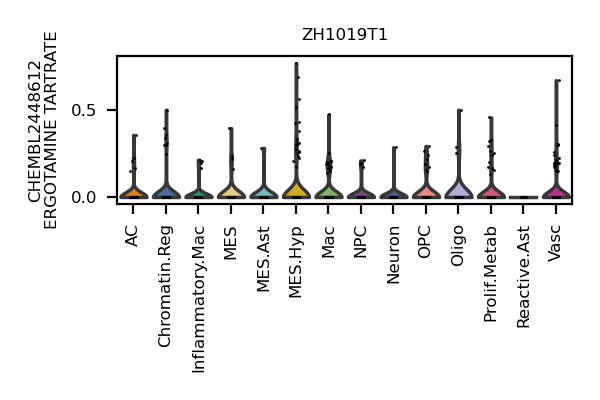 ZH1019T1
CHEMBL2448612
ERGOTAMINE TARTRATE
0.5
0.0
AC
Chromatin.Reg
Inflammatory.Mac
MES
MES.Ast
MES.Hyp
Mac
NPC
Neuron
OPC
Oligo
Prolif.Metab
Reactive.Ast
Vasc